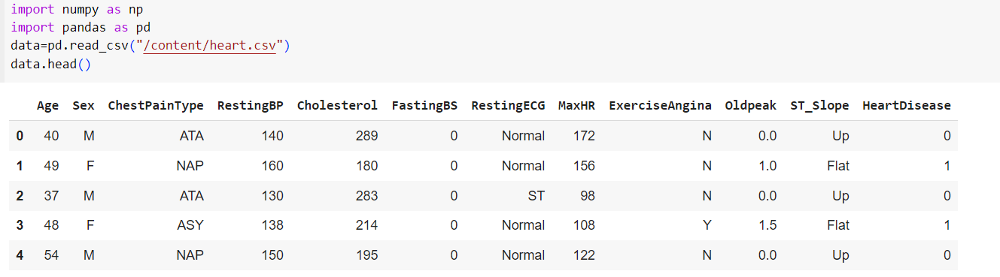 import numpy as np
import pandas as pd
data=pd.read_csv("/content/heart.csv")
data.head()
Age Sex ChestPainType RestingBP Cholesterol FastingBS RestingECG MaxHR ExerciseAngina Oldpeak ST_Slope HeartDisease
0 40 M ATA 140 289 0 Normal 172 N 0.0 Up 0
1 49 F NAP 160 180 0 Normal 156 N 1.0 Flat 1
2 37 M ATA 130 283 0 ST 98 N 0.0 Up 0
3 48 F ASY 138 214 0 Normal 108 Y 1.5 Flat 1
4 54 M NAP 150 195 0 Normal 122 N 0.0 Up 0